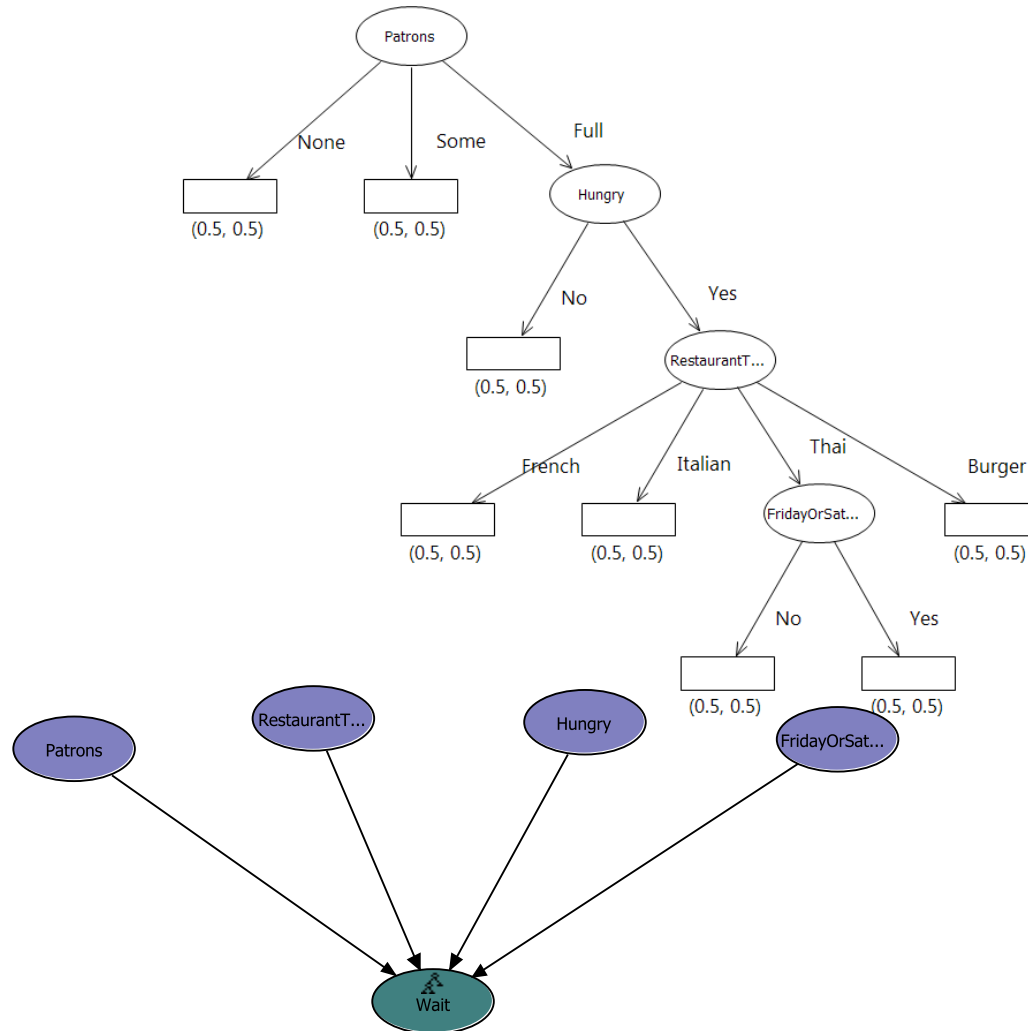 Patrons
None
Some
Full
(0.5, 0.5)
(0.5, 0.5)
Hungry
No
Yes
(0.5, 0.5)
RestaurantT...
French
Italian
Thai
Burger
(0.5, 0.5)
(0.5, 0.5)
FridayOrSat...
(0.5, 0.5)
No
Yes
(0.5, 0.5)
(0.5, 0.5)
Patrons
RestaurantT...
Hungry
FridayOrSat...
Wait